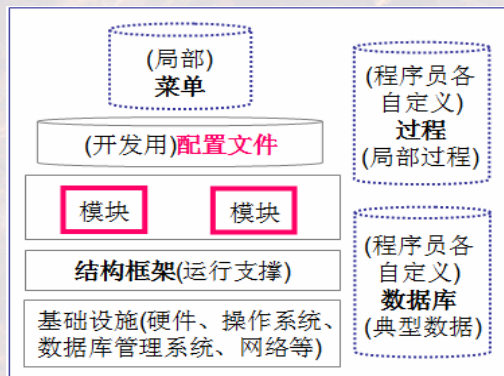 (局部)
菜单
(开发用)配置文件
模块
模块
结构框架(运行支撑)
基础设施(硬件、操作系统、
数据库管理系统、网络等)
(程序员各
自定义)
过程
(局部过程)
(程序员各
自定义)
数据库
(典型数据)